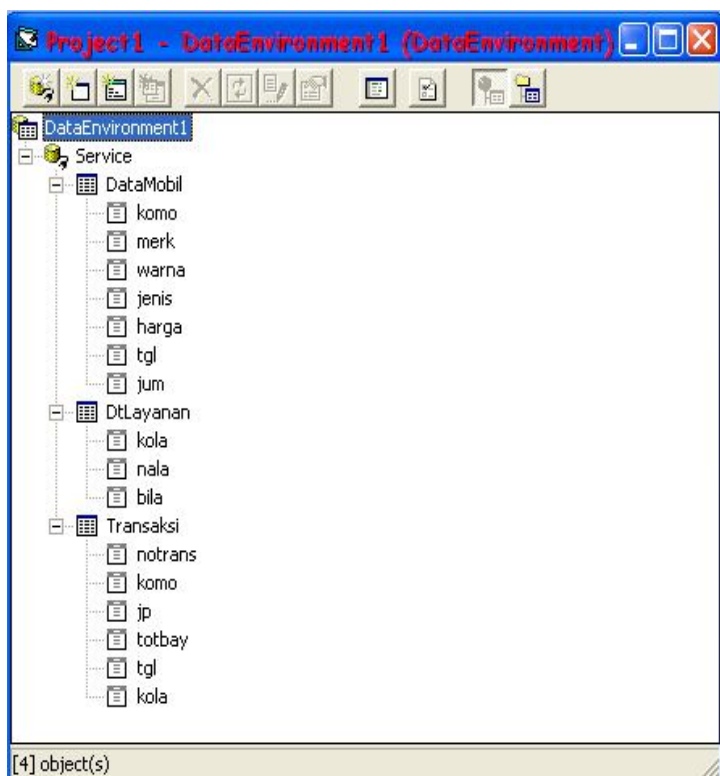 Project1 - DataEnvironment1 (DataEnvironment)
DataEnvironment1
Service
DataMobil
komo
merk
warna
jenis
harga
tgl
jum
DtLayanan
kola
nala
bila
Transaksi
notrans
komo
jp
totbay
tgl
kola
[4] object(s)